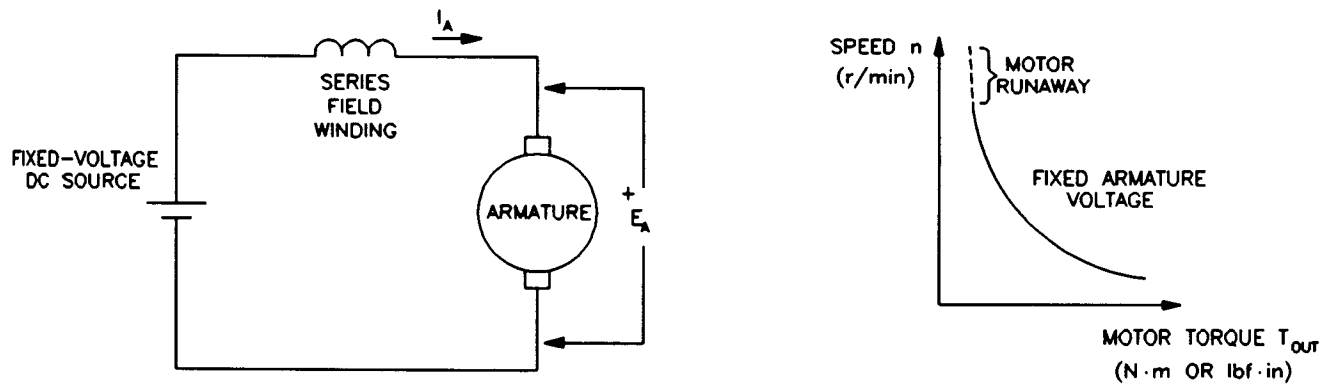 I_A
SERIES
FIELD
WINDING
FIXED-VOLTAGE
DC SOURCE
ARMATURE
+
E_A
SPEED n
(r/min)
MOTOR
RUNAWAY
FIXED ARMATURE
VOLTAGE
MOTOR TORQUE T_OUT
(N·m OR lbf·in)